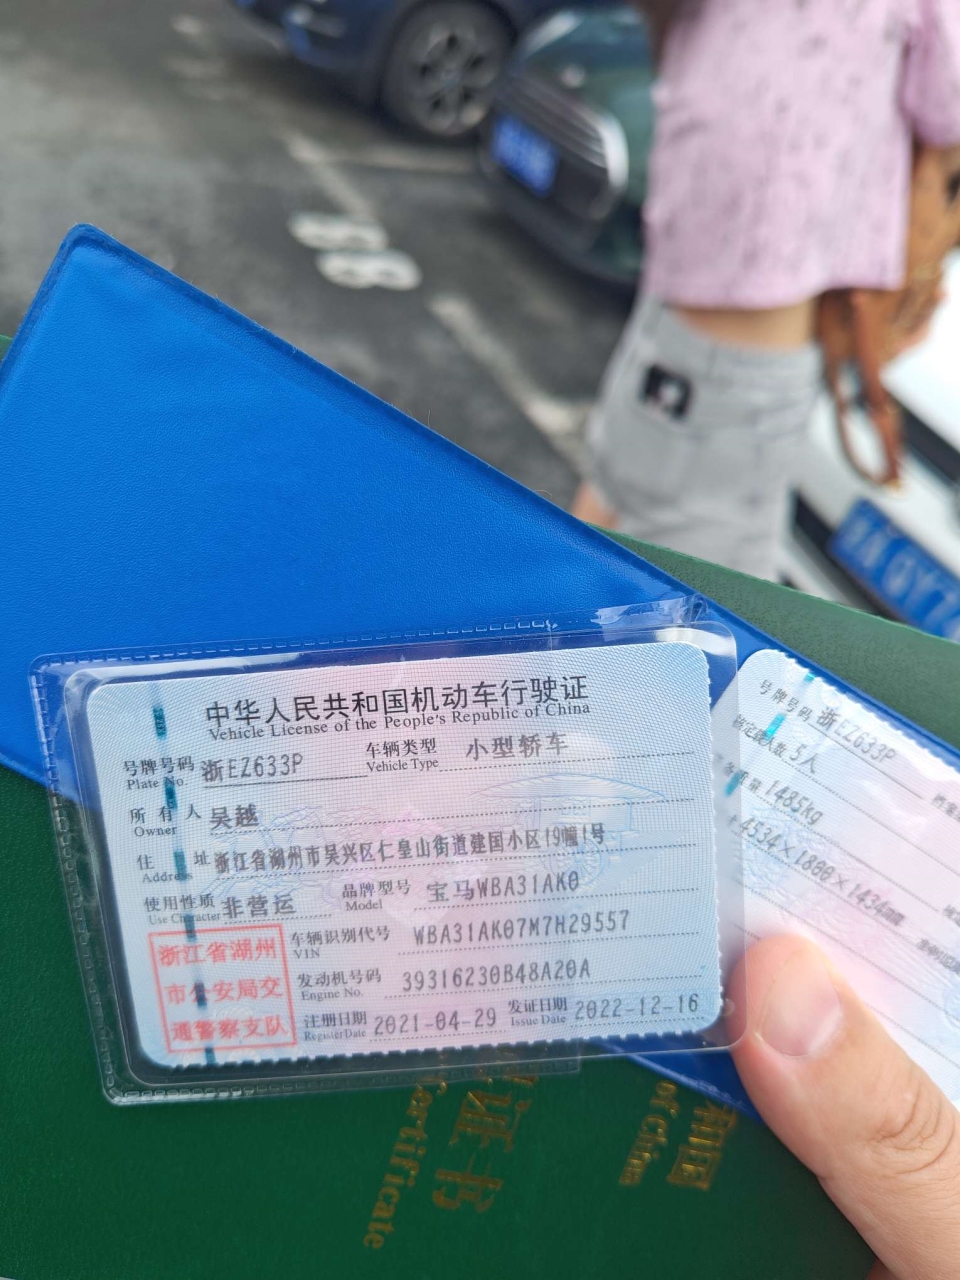 中华人民共和国机动车行驶证
Vehicle License of the People's Republic of China
号牌号码 浙EZ633P 车辆类型 小型轿车
Plate No. Vehicle Type
所有人 吴越
Owner
住址 浙江省湖州市吴兴区仁皇山街道建国小区19幢1号
Address
使用性质 非营运 品牌型号 宝马WBA31AK0
Use Character Model
浙江省湖州
市公安局交
通警察支队
车辆识别代号 WBA31AK07M7H29557
VIN
发动机号码 39316230B48A20A
Engine No.
注册日期 2021-04-29 发证日期 2022-12-16
Register Date Issue Date
号牌号码 浙EZ633P
核定载人数 5人
质量 1485kg
4534×1800×1434mm
证书
Certificate
和国
of China
88